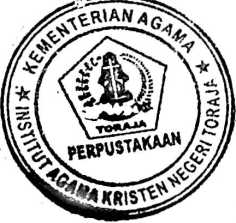 KEMENTERIAN AGAMA
TORAJA
PERPUSTAKAAN
INSTITUT AGAMA KRISTEN NEGERI TORAJA